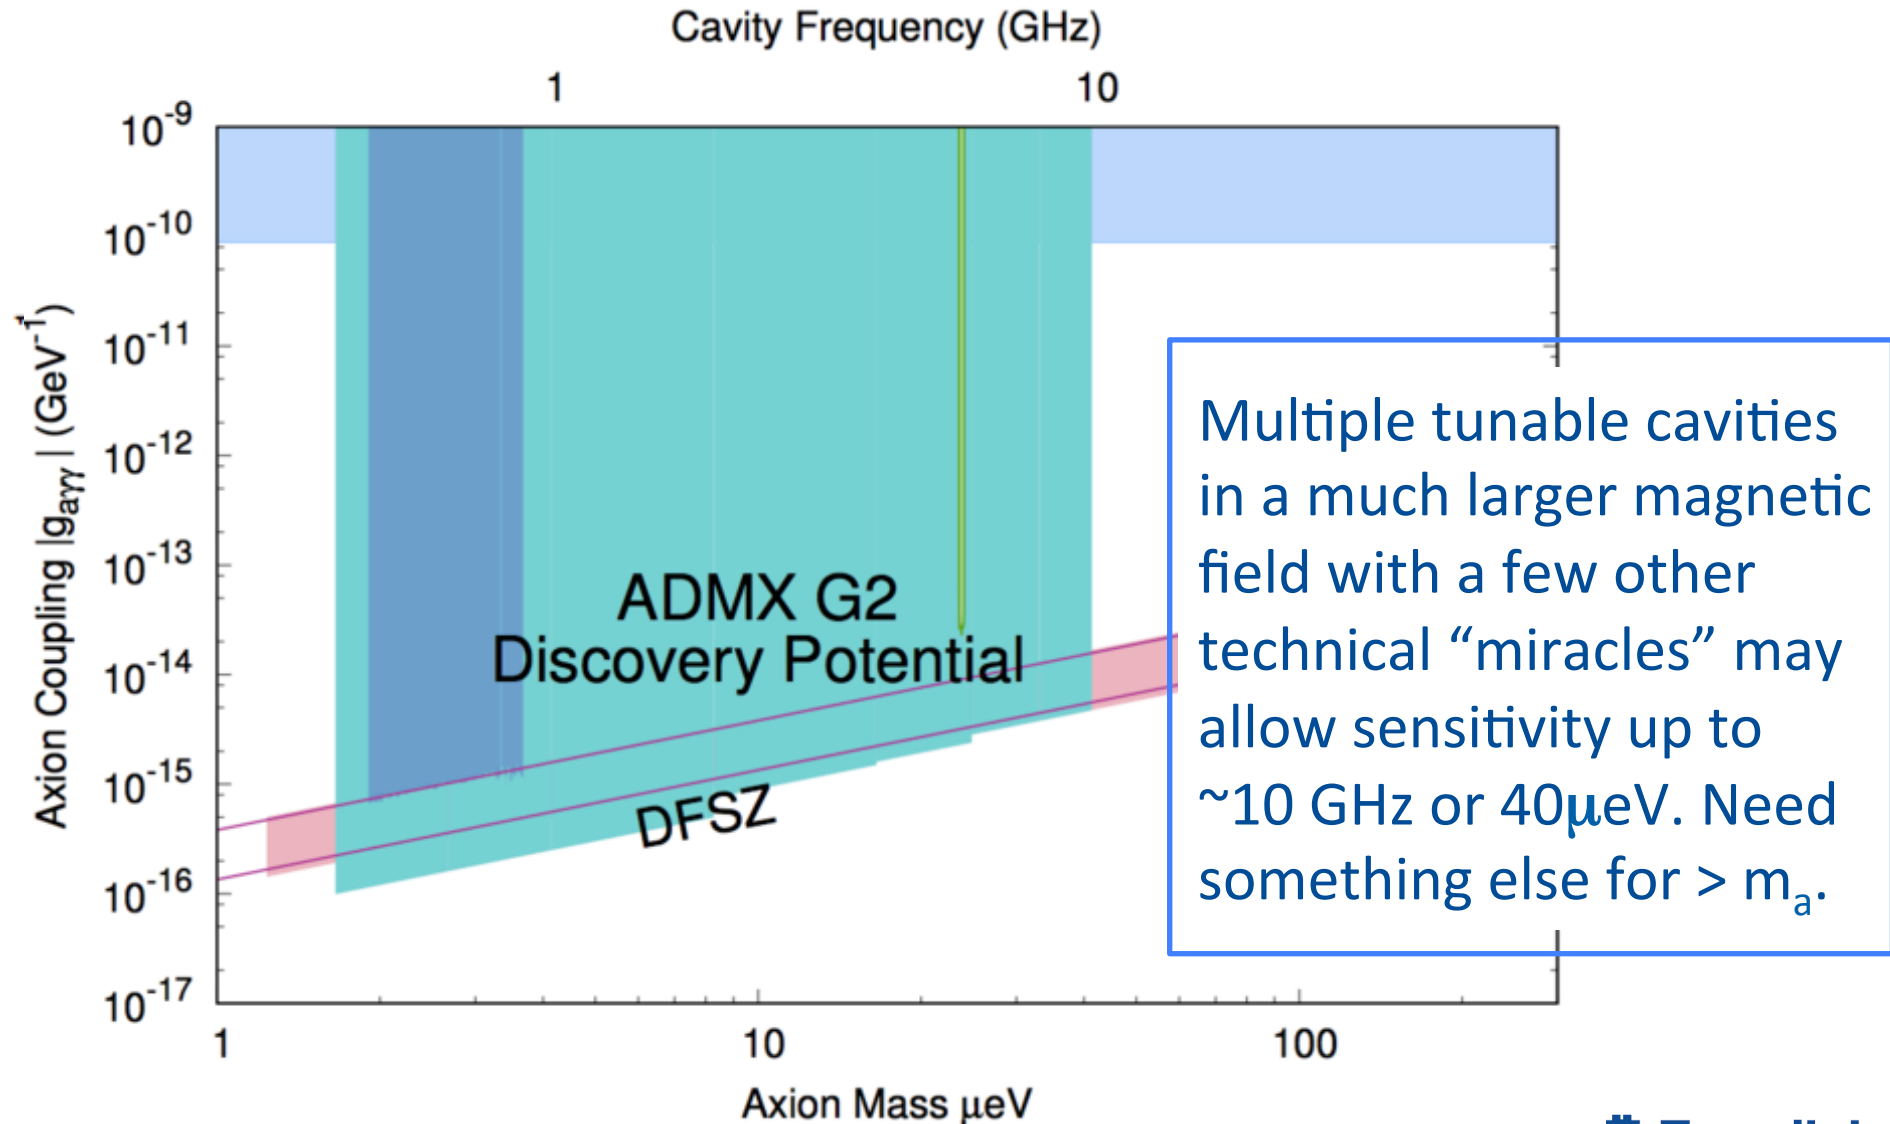 Cavity Frequency (GHz)
1 10
10-9
10-10
10-11
10-12
10-13
10-14
10-15
10-16
10-17
Axion Coupling |gaγγ| (GeV-1)
ADMX G2
Discovery Potential
DFSZ
Multiple tunable cavities
in a much larger magnetic
field with a few other
technical “miracles” may
allow sensitivity up to
~10 GHz or 40μeV. Need
something else for > ma.
1 10 100
Axion Mass μeV